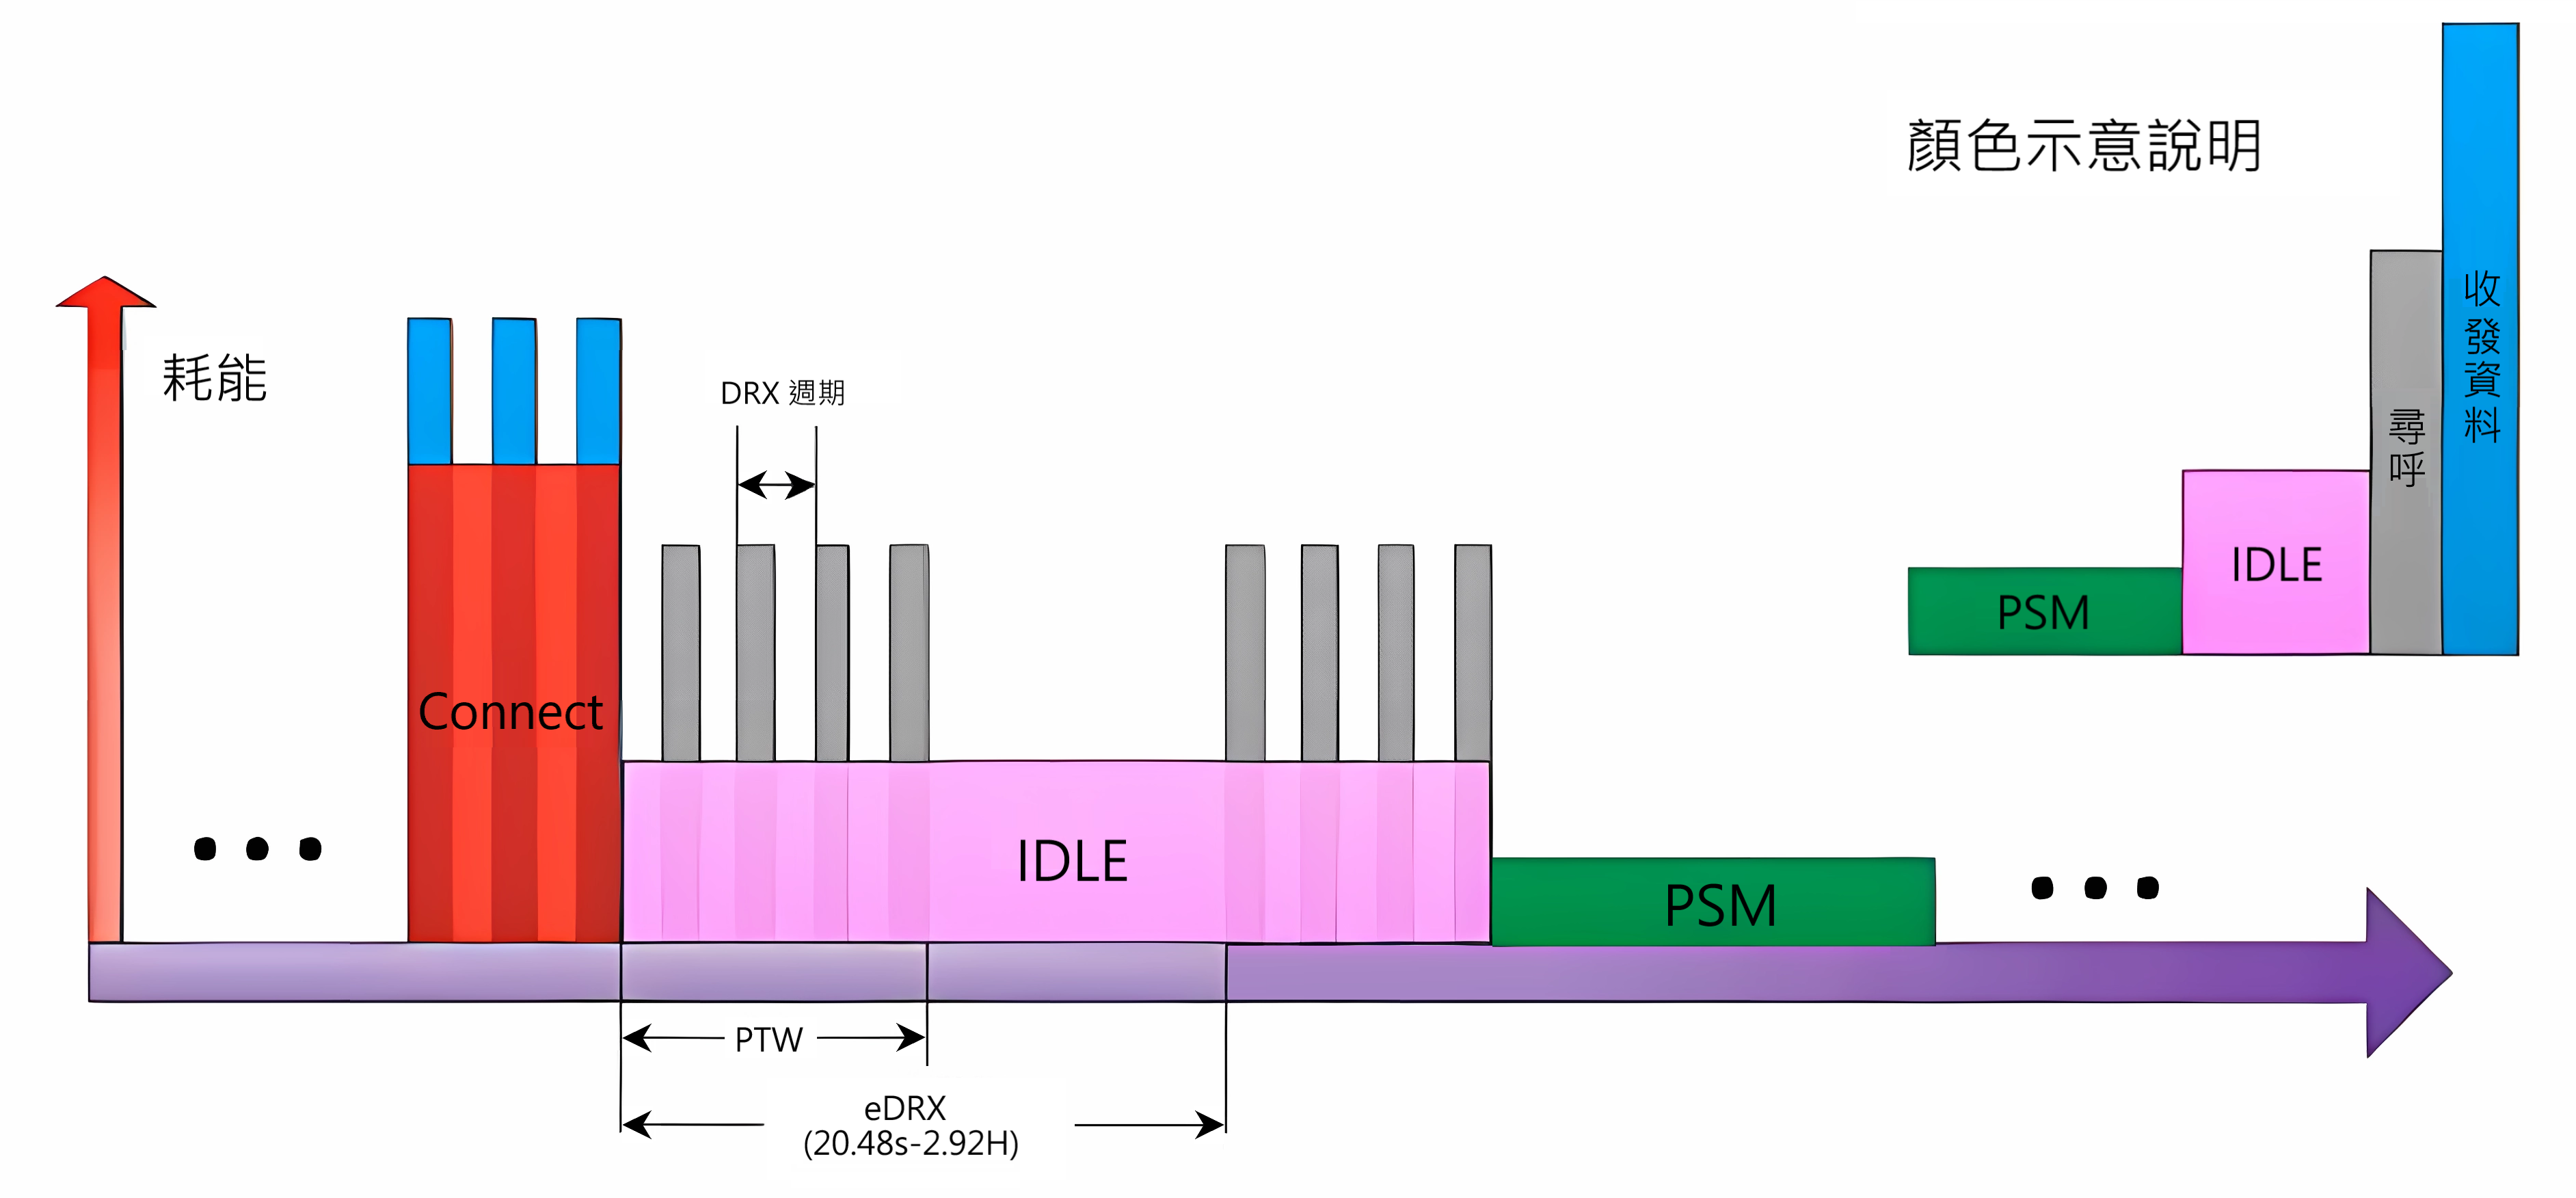 顏色示意說明
收發資料
尋呼
IDLE
PSM
耗能
DRX 週期
Connect
IDLE
PSM
PTW
eDRX
(20.48s-2.92H)